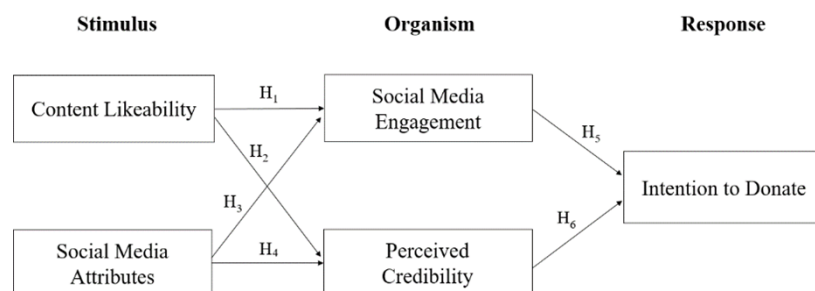 Stimulus Organism Response
Content Likeability
H₁
Social Media
Engagement
H₂
H₃
H₅
Intention to Donate
Social Media
Attributes
H₄
Perceived
Credibility
H₆